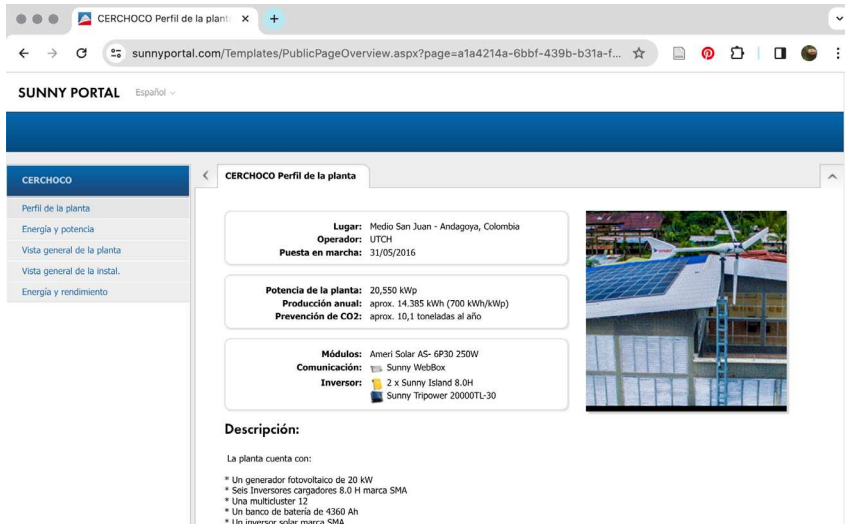 CERCHOCO Perfil de la plant
sunnyportal.com/Templates/PublicPageOverview.aspx?page=a1a4214a-6bbf-439b-b31a-f...
SUNNY PORTAL Español
CERCHOCO
Perfil de la planta
Energía y potencia
Vista general de la planta
Vista general de la instal.
Energía y rendimiento
CERCHOCO Perfil de la planta
Lugar: Medio San Juan - Andagoya, Colombia
Operador: UTCH
Puesta en marcha: 31/05/2016
Potencia de la planta: 20,550 kWp
Producción anual: aprox. 14.385 kWh (700 kWh/kWp)
Prevención de CO2: aprox. 10,1 toneladas al año
Módulos: Ameri Solar AS- 6P30 250W
Comunicación: Sunny WebBox
Inversor: 2 x Sunny Island 8.0H
Sunny Tripower 20000TL-30
Descripción:
La planta cuenta con:
* Un generador fotovoltaico de 20 kW
* Seis Inversores cargadores 8.0 H marca SMA
* Una multicluster 12
* Un banco de batería de 4360 Ah
* Un inversor solar marca SMA